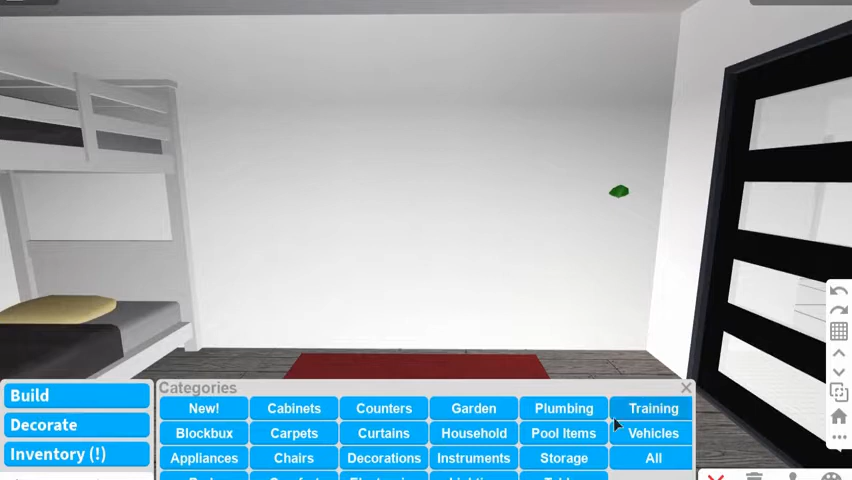 Build
Decorate
Inventory (!)
Categories
New! Cabinets Counters Garden Plumbing Training
Blockbux Carpets Curtains Household Pool Items Vehicles
Appliances Chairs Decorations Instruments Storage All